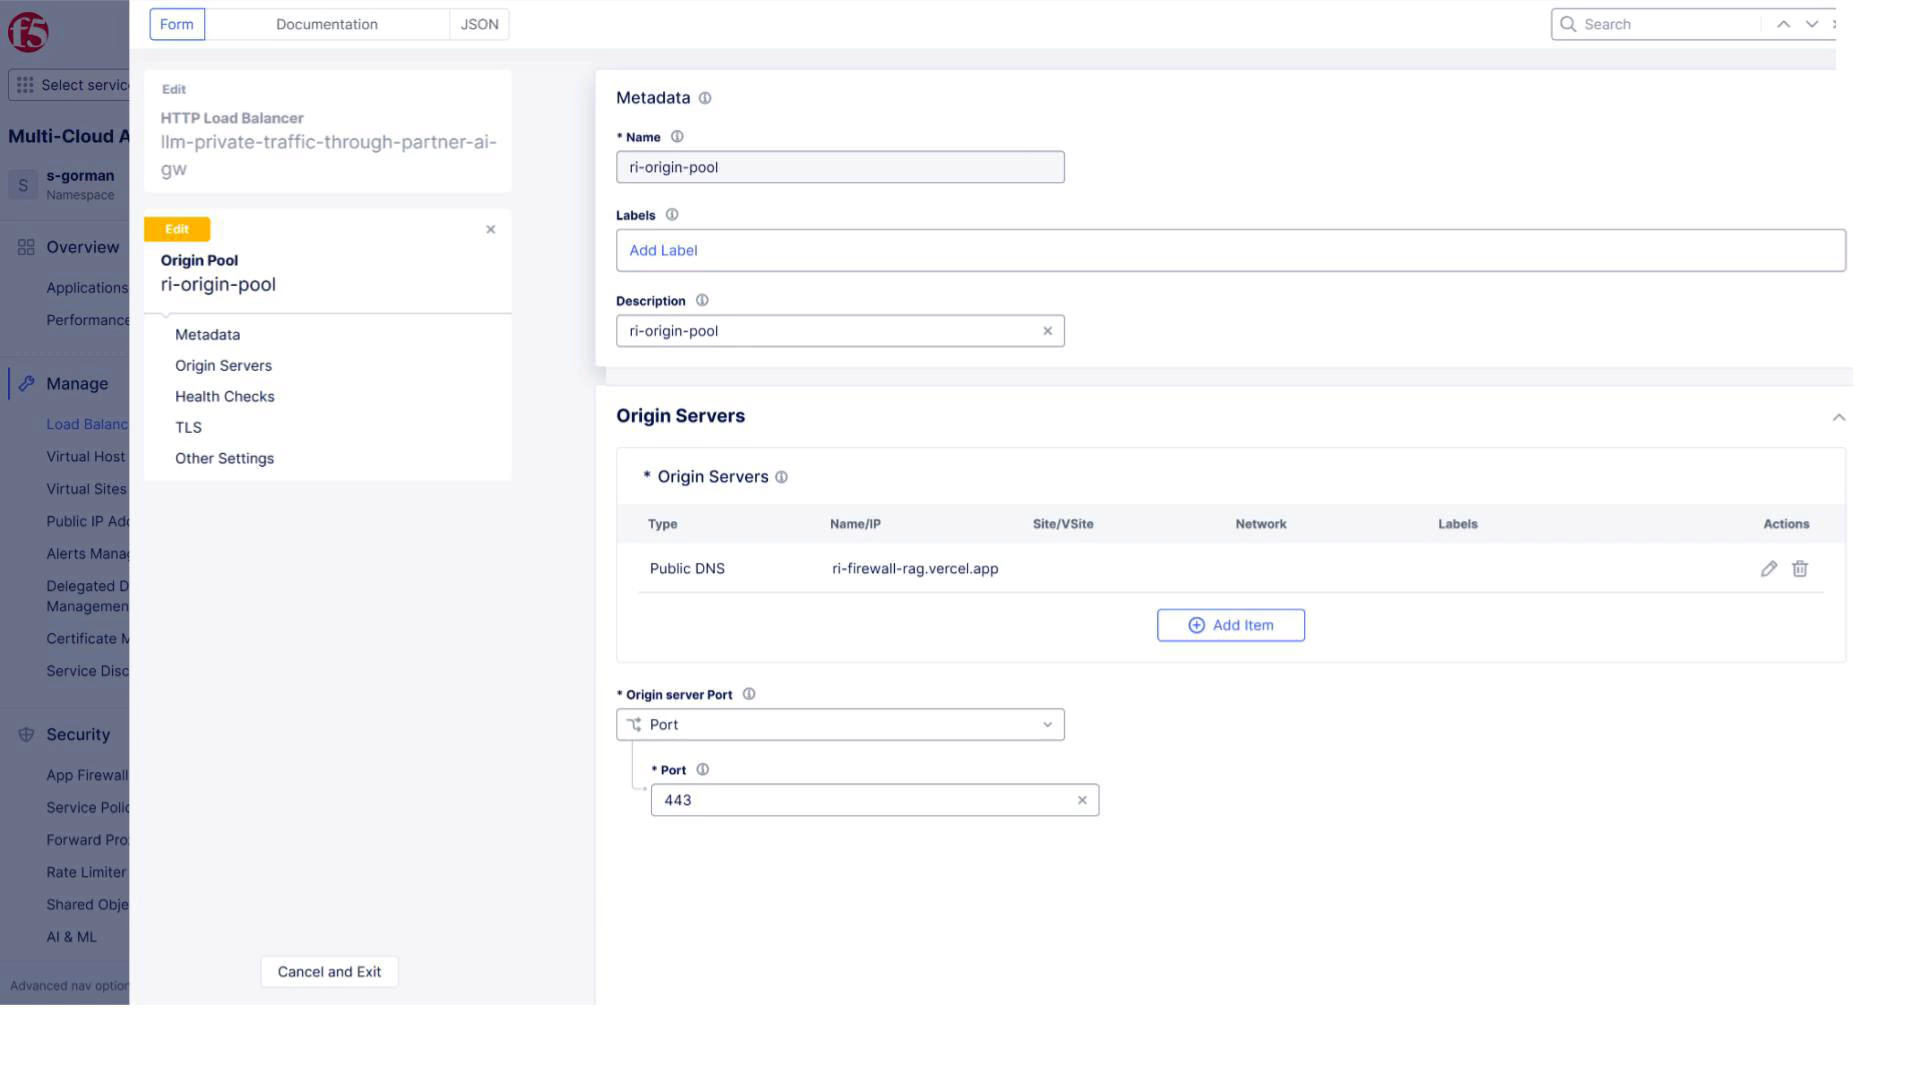 f5
Form
Documentation
JSON
Search
Select servic
Multi-Cloud A
S
s-gorman
Namespace
Overview
Applications
Performance
Manage
Load Balanc
Virtual Host
Virtual Sites
Public IP Add
Alerts Manag
Delegated D
Managemen
Certificate M
Service Disc
Security
App Firewall
Service Polic
Forward Pro
Rate Limiter
Shared Obje
AI & ML
Advanced nav option
Edit
HTTP Load Balancer
llm-private-traffic-through-partner-ai-
gw
Edit
Origin Pool
ri-origin-pool
Metadata
Origin Servers
Health Checks
TLS
Other Settings
Cancel and Exit
Metadata
* Name
ri-origin-pool
Labels
Add Label
Description
ri-origin-pool
Origin Servers
* Origin Servers
Type Name/IP Site/VSite Network Labels Actions
Public DNS ri-firewall-rag.vercel.app
Add Item
* Origin server Port
Port
* Port
443